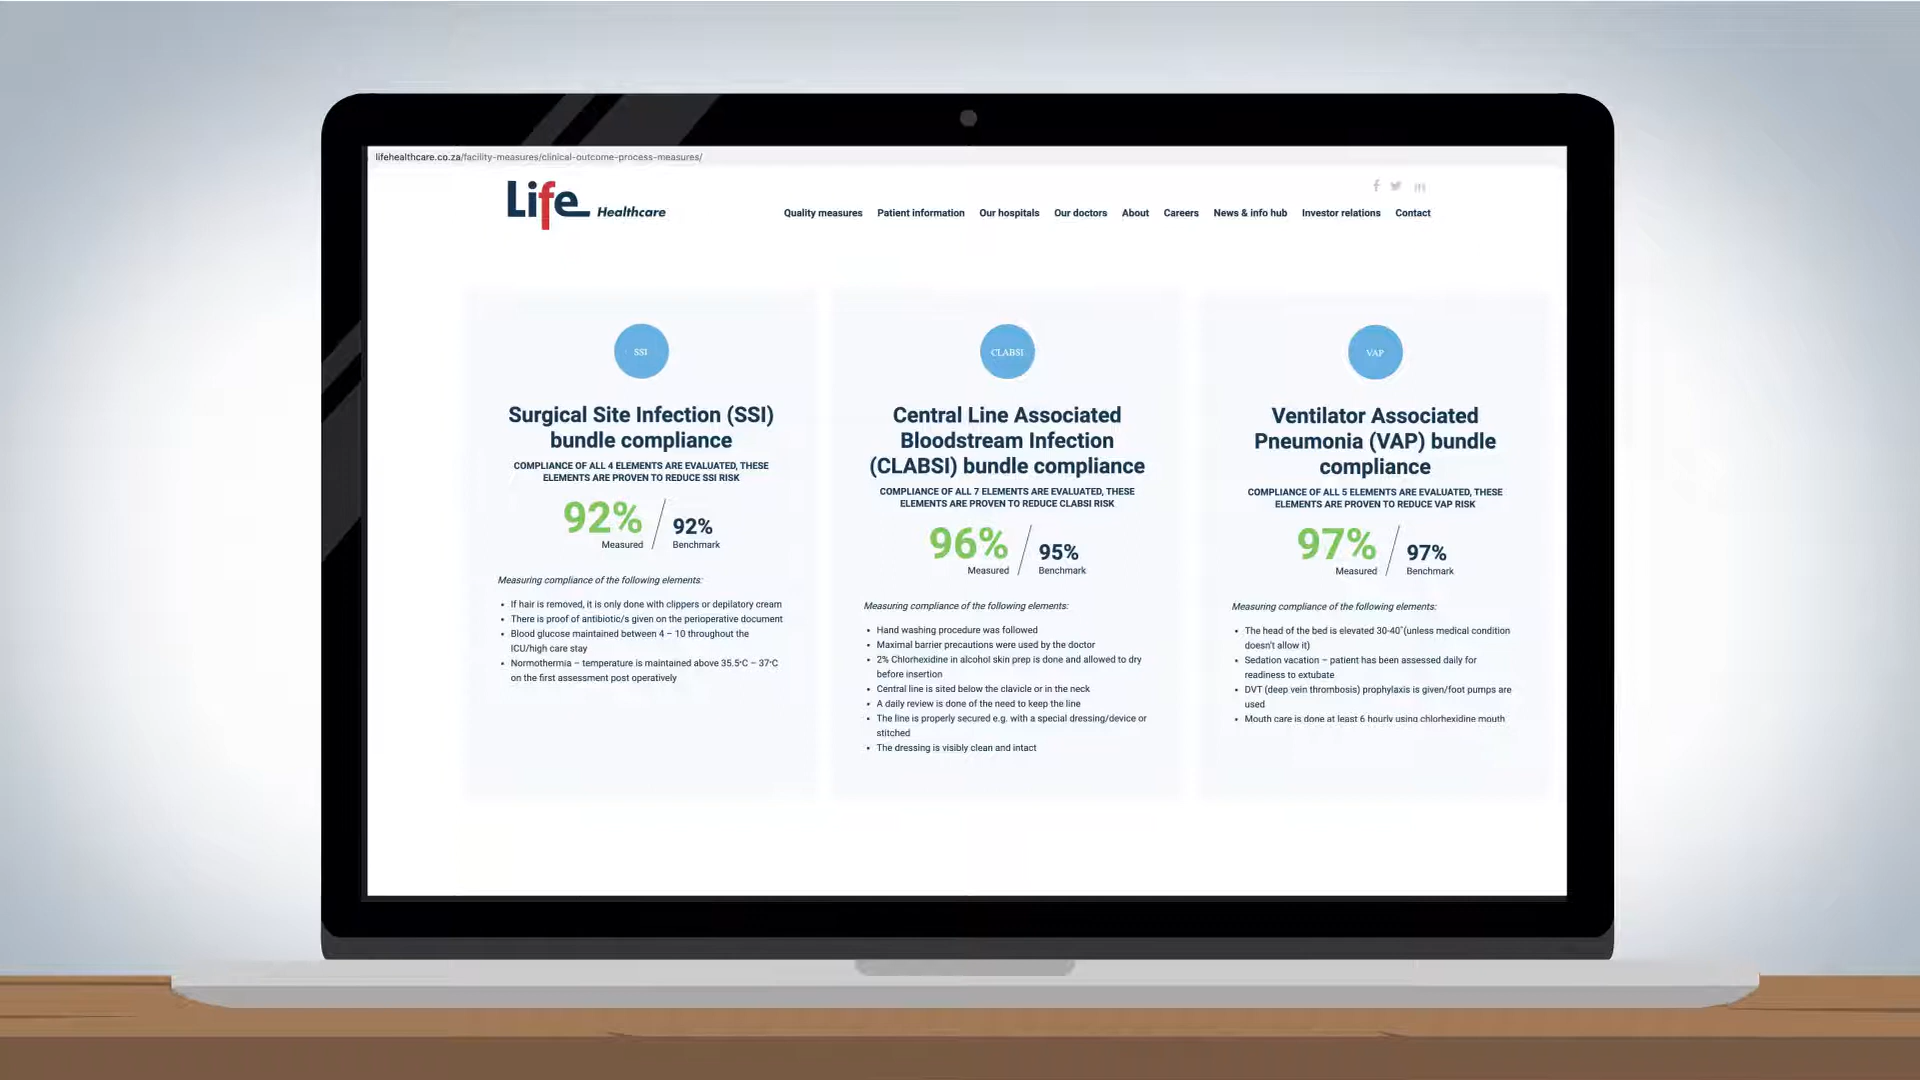 lifehealthcare.co.za/facility-measures/clinical-outcome-process-measures/
Life Healthcare
Quality measures Patient information Our hospitals Our doctors About Careers News & info hub Investor relations Contact
SSI
Surgical Site Infection (SSI)
bundle compliance
COMPLIANCE OF ALL 4 ELEMENTS ARE EVALUATED, THESE
ELEMENTS ARE PROVEN TO REDUCE SSI RISK
92% 92%
Measured Benchmark
Measuring compliance of the following elements:
• If hair is removed, it is only done with clippers or depilatory cream
• There is proof of antibiotic/s given on the perioperative document
• Blood glucose maintained between 4 – 10 throughout the
ICU/high care stay
• Normothermia – temperature is maintained above 35.5°C – 37°C
on the first assessment post operatively
CLABSI
Central Line Associated
Bloodstream Infection
(CLABSI) bundle compliance
COMPLIANCE OF ALL 7 ELEMENTS ARE EVALUATED, THESE
ELEMENTS ARE PROVEN TO REDUCE CLABSI RISK
96% 95%
Measured Benchmark
Measuring compliance of the following elements:
• Hand washing procedure was followed
• Maximal barrier precautions were used by the doctor
• 2% Chlorhexidine in alcohol skin prep is done and allowed to dry
before insertion
• Central line is sited below the clavicle or in the neck
• A daily review is done of the need to keep the line
• The line is properly secured e.g. with a special dressing/device or
stitched
• The dressing is visibly clean and intact
VAP
Ventilator Associated
Pneumonia (VAP) bundle
compliance
COMPLIANCE OF ALL 5 ELEMENTS ARE EVALUATED, THESE
ELEMENTS ARE PROVEN TO REDUCE VAP RISK
97% 97%
Measured Benchmark
Measuring compliance of the following elements:
• The head of the bed is elevated 30-40°(unless medical condition
doesn't allow it)
• Sedation vacation – patient has been assessed daily for
readiness to extubate
• DVT (deep vein thrombosis) prophylaxis is given/foot pumps are
used
• Mouth care is done at least 6 hourly using chlorhexidine mouth